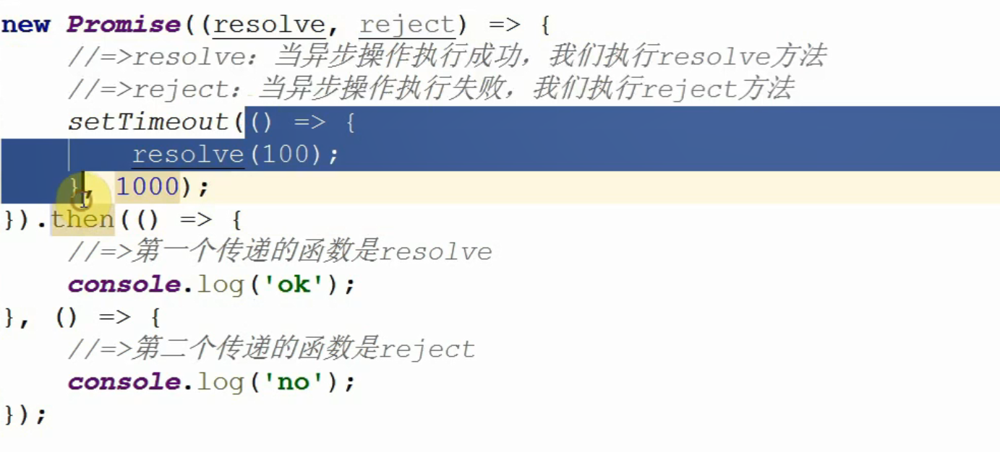 new Promise((resolve, reject) => {
    //=>resolve：当异步操作执行成功，我们执行resolve方法
    //=>reject：当异步操作执行失败，我们执行reject方法
    setTimeout(() => {
        resolve(100);
    }, 1000);
}).then(() => {
    //=>第一个传递的函数是resolve
    console.log('ok');
}, () => {
    //=>第二个传递的函数是reject
    console.log('no');
});